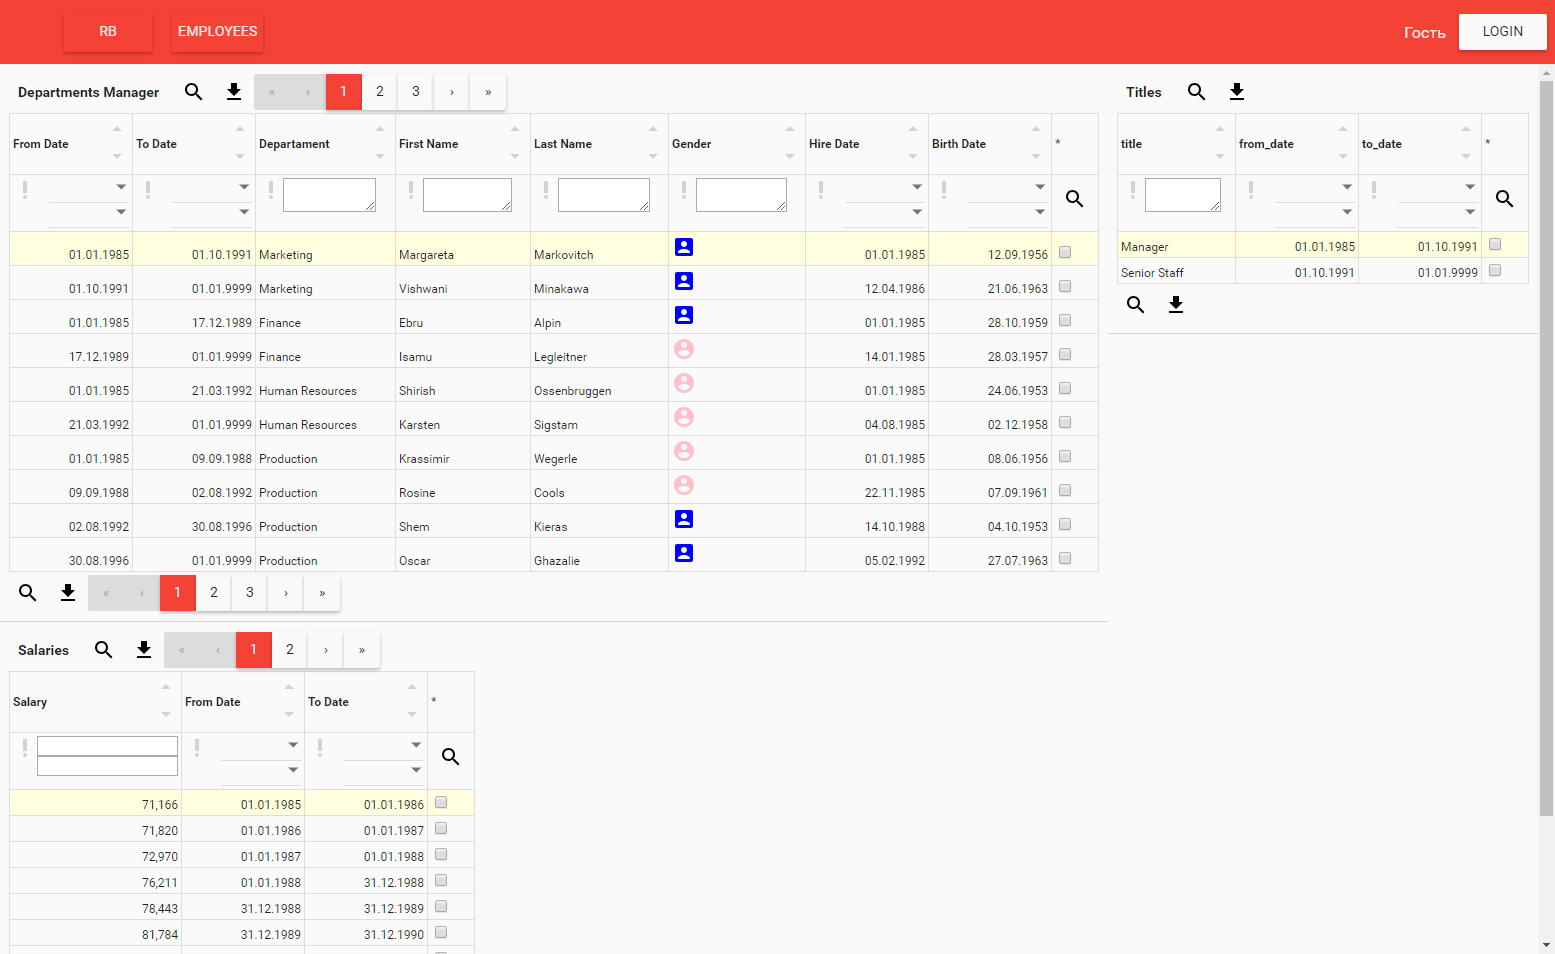 RB EMPLOYEES Гость LOGIN
Departments Manager « ‹ 1 2 3 › »
From Date To Date Departament First Name Last Name Gender Hire Date Birth Date *
01.01.1985 01.10.1991 Marketing Margareta Markovitch 01.01.1985 12.09.1956
01.10.1991 01.01.9999 Marketing Vishwani Minakawa 12.04.1986 21.06.1963
01.01.1985 17.12.1989 Finance Ebru Alpin 01.01.1985 28.10.1959
17.12.1989 01.01.9999 Finance Isamu Legleitner 14.01.1985 28.03.1957
01.01.1985 21.03.1992 Human Resources Shirish Ossenbruggen 01.01.1985 24.06.1953
21.03.1992 01.01.9999 Human Resources Karsten Sigstam 04.08.1985 02.12.1958
01.01.1985 09.09.1988 Production Krassimir Wegerle 01.01.1985 08.06.1956
09.09.1988 02.08.1992 Production Rosine Cools 22.11.1985 07.09.1961
02.08.1992 30.08.1996 Production Shem Kieras 14.10.1988 04.10.1953
30.08.1996 01.01.9999 Production Oscar Ghazalie 05.02.1992 27.07.1963
« ‹ 1 2 3 › »
Titles
title from_date to_date *
Manager 01.01.1985 01.10.1991
Senior Staff 01.10.1991 01.01.9999
Salaries « ‹ 1 2 › »
Salary From Date To Date *
71,166 01.01.1985 01.01.1986
71,820 01.01.1986 01.01.1987
72,970 01.01.1987 01.01.1988
76,211 01.01.1988 31.12.1988
78,443 31.12.1988 31.12.1989
81,784 31.12.1989 31.12.1990